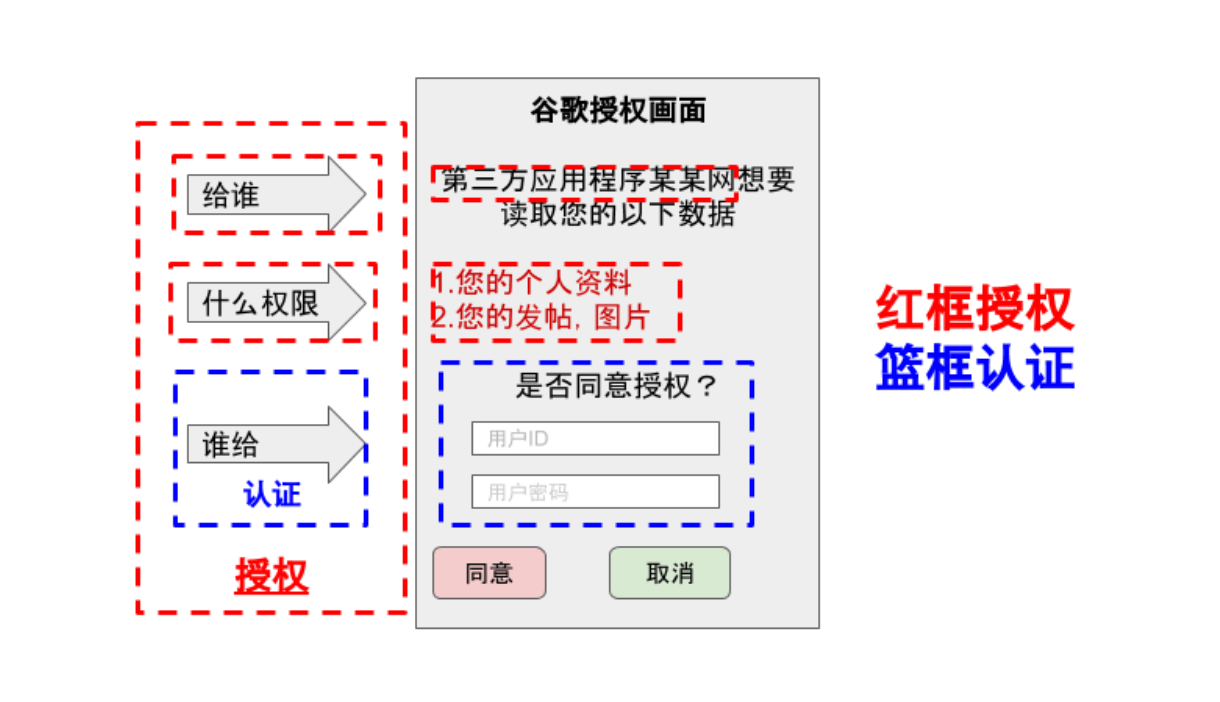 谷歌授权画面
给谁
第三方应用程序某某网想要
读取您的以下数据
什么权限
1.您的个人资料
2.您的发帖, 图片
谁给
认证
授权
是否同意授权？
用户ID
用户密码
同意
取消
红框授权
篮框认证